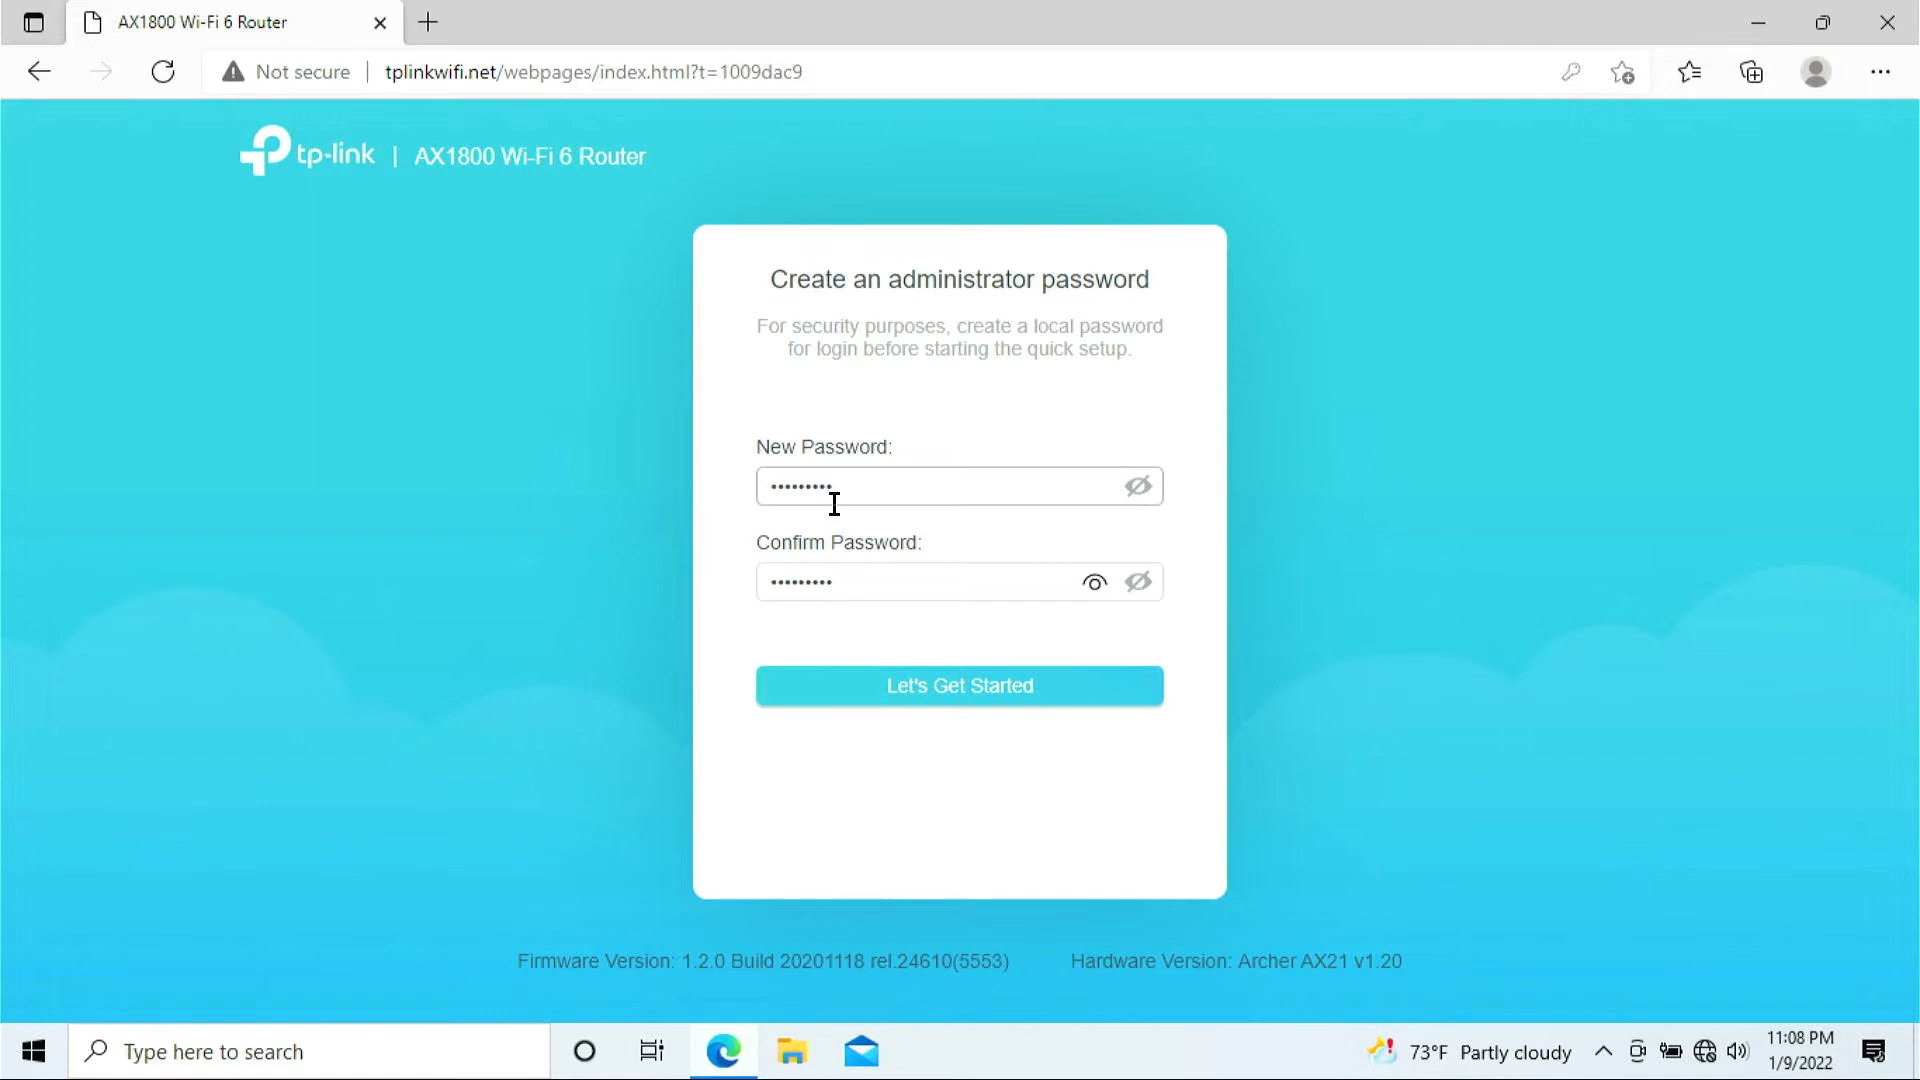 AX1800 Wi-Fi 6 Router
Not secure
tplinkwifi.net/webpages/index.html?t=1009dac9
tp-link | AX1800 Wi-Fi 6 Router
Create an administrator password
For security purposes, create a local password
for login before starting the quick setup.
New Password:
•••••••••
Confirm Password:
•••••••••
Let's Get Started
Firmware Version: 1.2.0 Build 20201118 rel.24610(5553)
Hardware Version: Archer AX21 v1.20
Type here to search
73°F Partly cloudy
11:08 PM
1/9/2022